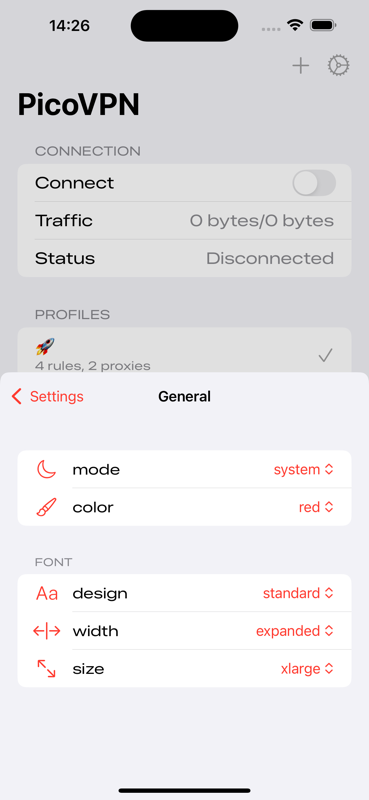 14:26
PicoVPN
CONNECTION
Connect
Traffic 0 bytes/0 bytes
Status Disconnected
PROFILES
4 rules, 2 proxies
Settings General
mode system
color red
FONT
Aa design standard
width expanded
size xlarge